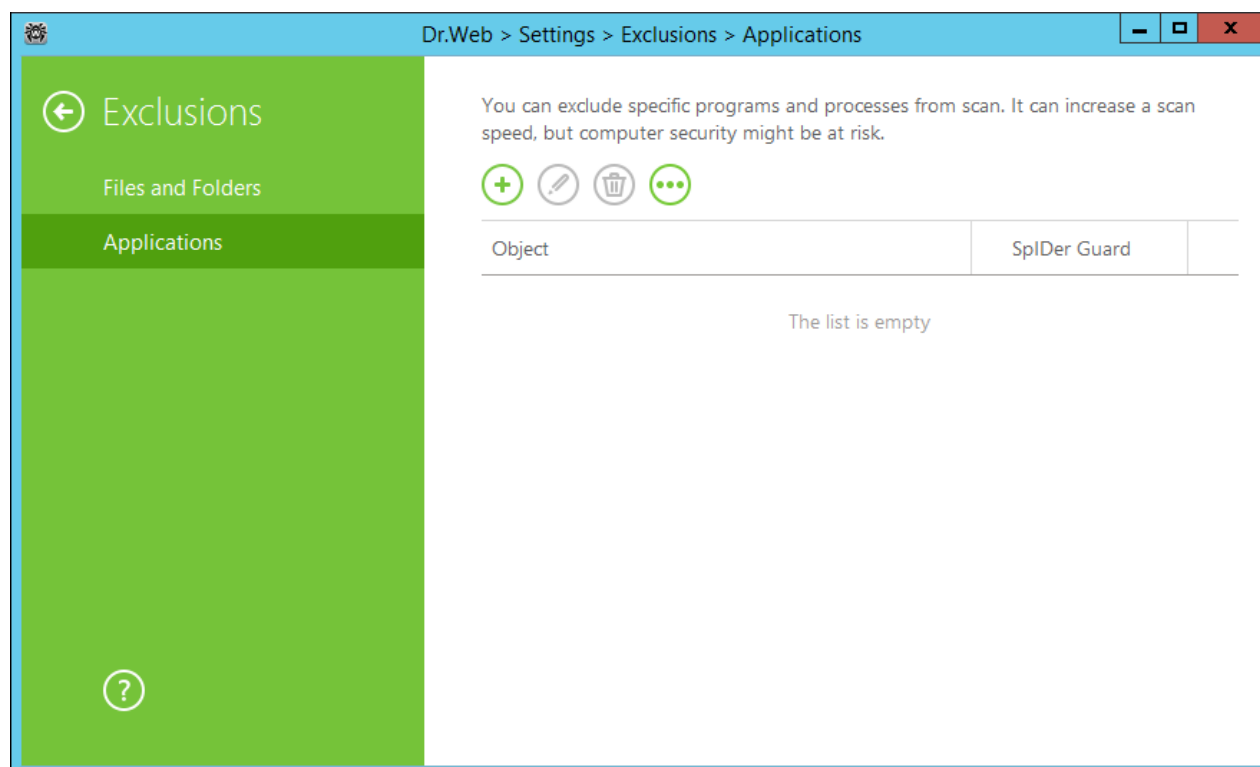 Dr.Web > Settings > Exclusions > Applications
Exclusions
Files and Folders
Applications
You can exclude specific programs and processes from scan. It can increase a scan
speed, but computer security might be at risk.
Object
SpIDer Guard
The list is empty
?